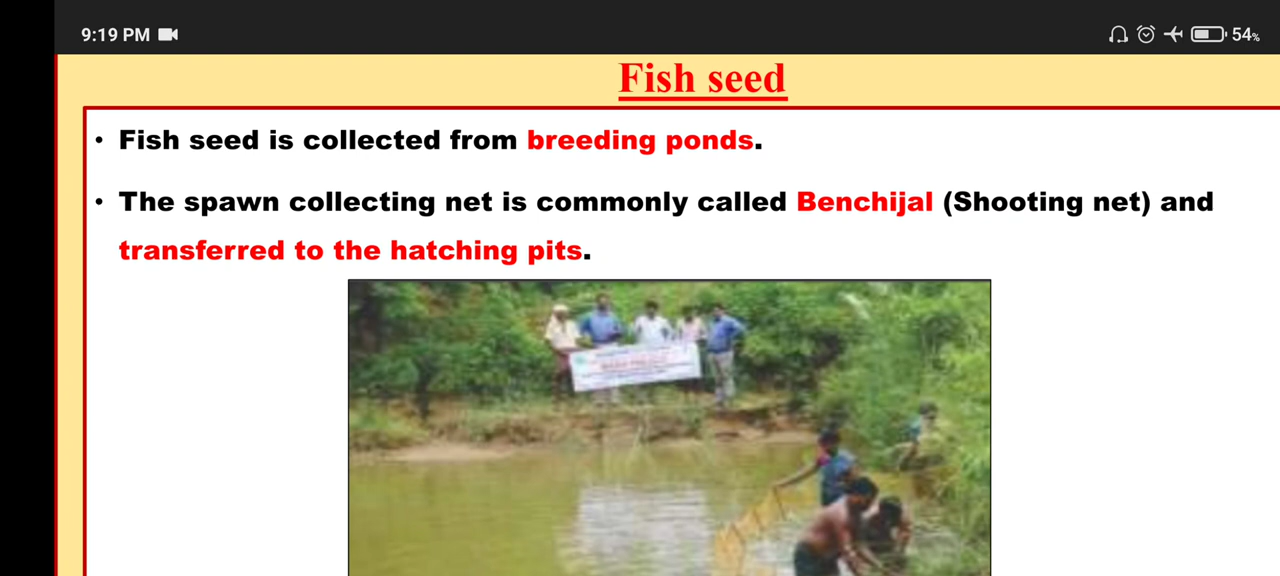 9:19 PM
54%
Fish seed
• Fish seed is collected from breeding ponds.
• The spawn collecting net is commonly called Benchijal (Shooting net) and
transferred to the hatching pits.